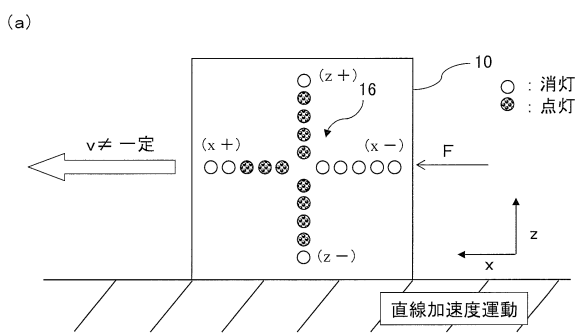 (a)
10
(z+)
○ : 消灯
16
: 点灯
(x+)
(x-)
v≠ 一定
F
z
(z-)
x
直線加速度運動